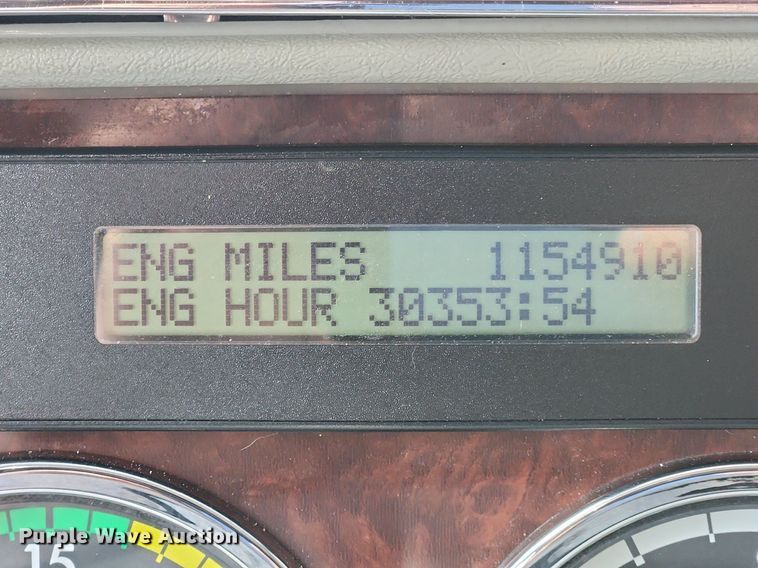 ENG MILES 1154910
ENG HOUR 30353:54
15
Purple Wave Auction